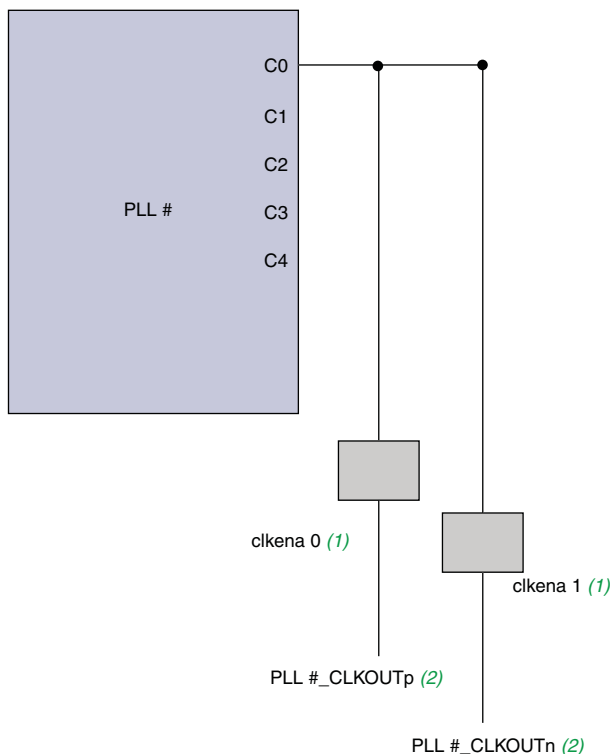 C0
C1
C2
PLL #
C3
C4
clkena 0 (1)
clkena 1 (1)
PLL #_CLKOUTp (2)
PLL #_CLKOUTn (2)